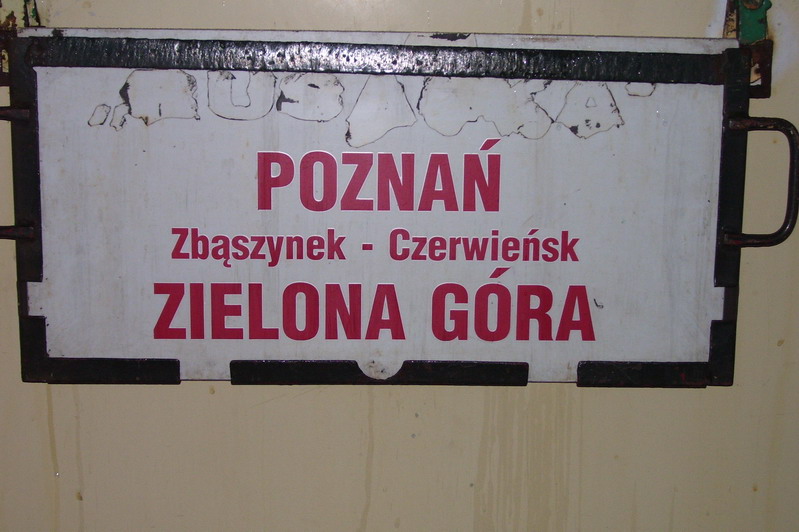 POZNAŃ
Zbąszynek - Czerwieńsk
ZIELONA GÓRA